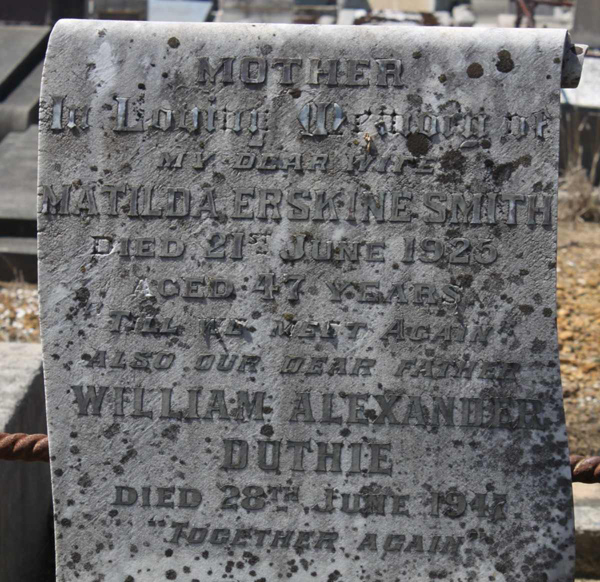 MOTHER
In Loving Memory of
MY DEAR WIFE
MATILDA ERSKINE SMITH
DIED 21ST JUNE 1925
AGED 47 YEARS
TILL WE MEET AGAIN
ALSO OUR DEAR FATHER
WILLIAM ALEXANDER
DUTHIE
DIED 28TH JUNE 1947
"TOGETHER AGAIN"